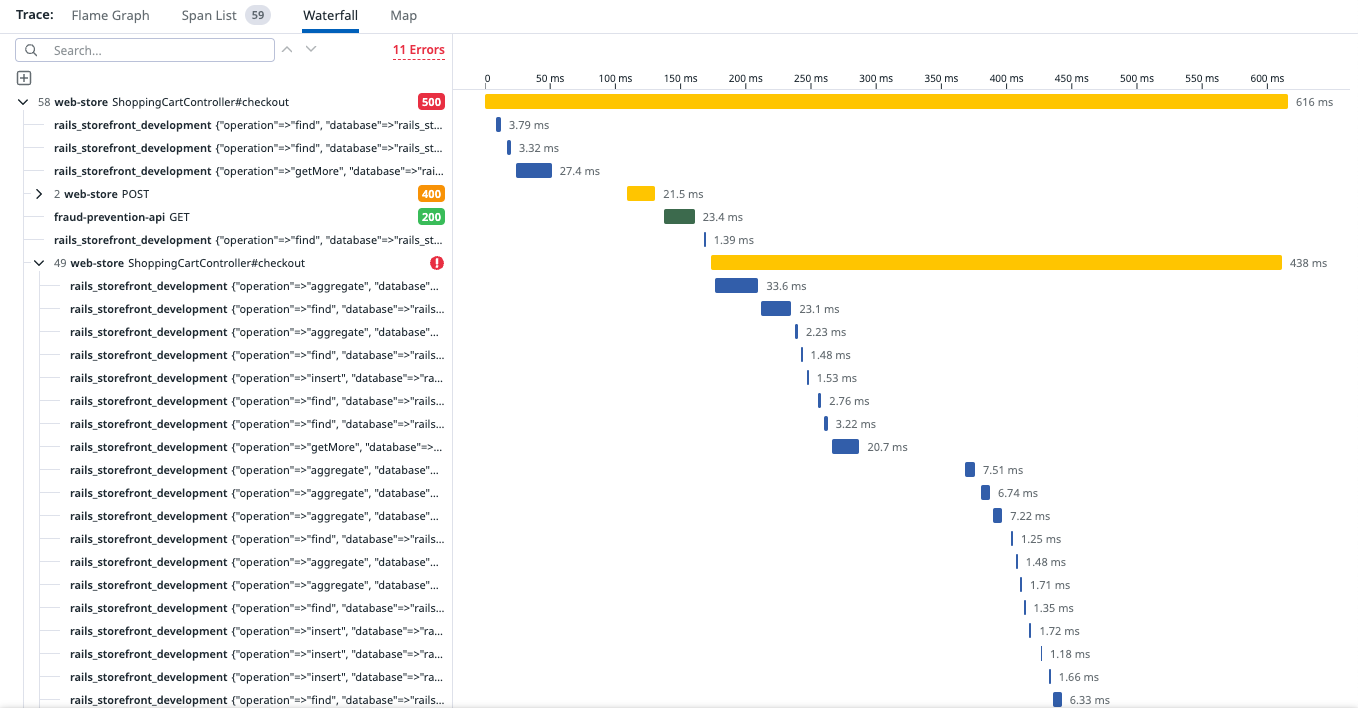 Trace: Flame Graph Span List 59 Waterfall Map
Search... 11 Errors
0 50 ms 100 ms 150 ms 200 ms 250 ms 300 ms 350 ms 400 ms 450 ms 500 ms 550 ms 600 ms
58 web-store ShoppingCartController#checkout 500 616 ms
rails_storefront_development {"operation"=>"find", "database"=>"rails_st... 3.79 ms
rails_storefront_development {"operation"=>"find", "database"=>"rails_st... 3.32 ms
rails_storefront_development {"operation"=>"getMore", "database"=>"rai... 27.4 ms
2 web-store POST 400 21.5 ms
fraud-prevention-api GET 200 23.4 ms
rails_storefront_development {"operation"=>"find", "database"=>"rails_st... 1.39 ms
49 web-store ShoppingCartController#checkout 438 ms
rails_storefront_development {"operation"=>"aggregate", "database"... 33.6 ms
rails_storefront_development {"operation"=>"find", "database"=>"rails... 23.1 ms
rails_storefront_development {"operation"=>"aggregate", "database"... 2.23 ms
rails_storefront_development {"operation"=>"find", "database"=>"rails... 1.48 ms
rails_storefront_development {"operation"=>"insert", "database"=>"ra... 1.53 ms
rails_storefront_development {"operation"=>"find", "database"=>"rails... 2.76 ms
rails_storefront_development {"operation"=>"find", "database"=>"rails... 3.22 ms
rails_storefront_development {"operation"=>"getMore", "database"=>... 20.7 ms
rails_storefront_development {"operation"=>"aggregate", "database"... 7.51 ms
rails_storefront_development {"operation"=>"aggregate", "database"... 6.74 ms
rails_storefront_development {"operation"=>"aggregate", "database"... 7.22 ms
rails_storefront_development {"operation"=>"find", "database"=>"rails... 1.25 ms
rails_storefront_development {"operation"=>"aggregate", "database"... 1.48 ms
rails_storefront_development {"operation"=>"aggregate", "database"... 1.71 ms
rails_storefront_development {"operation"=>"find", "database"=>"rails... 1.35 ms
rails_storefront_development {"operation"=>"insert", "database"=>"ra... 1.72 ms
rails_storefront_development {"operation"=>"insert", "database"=>"ra... 1.18 ms
rails_storefront_development {"operation"=>"insert", "database"=>"ra... 1.66 ms
rails_storefront_development {"operation"=>"find", "database"=>"rails... 6.33 ms